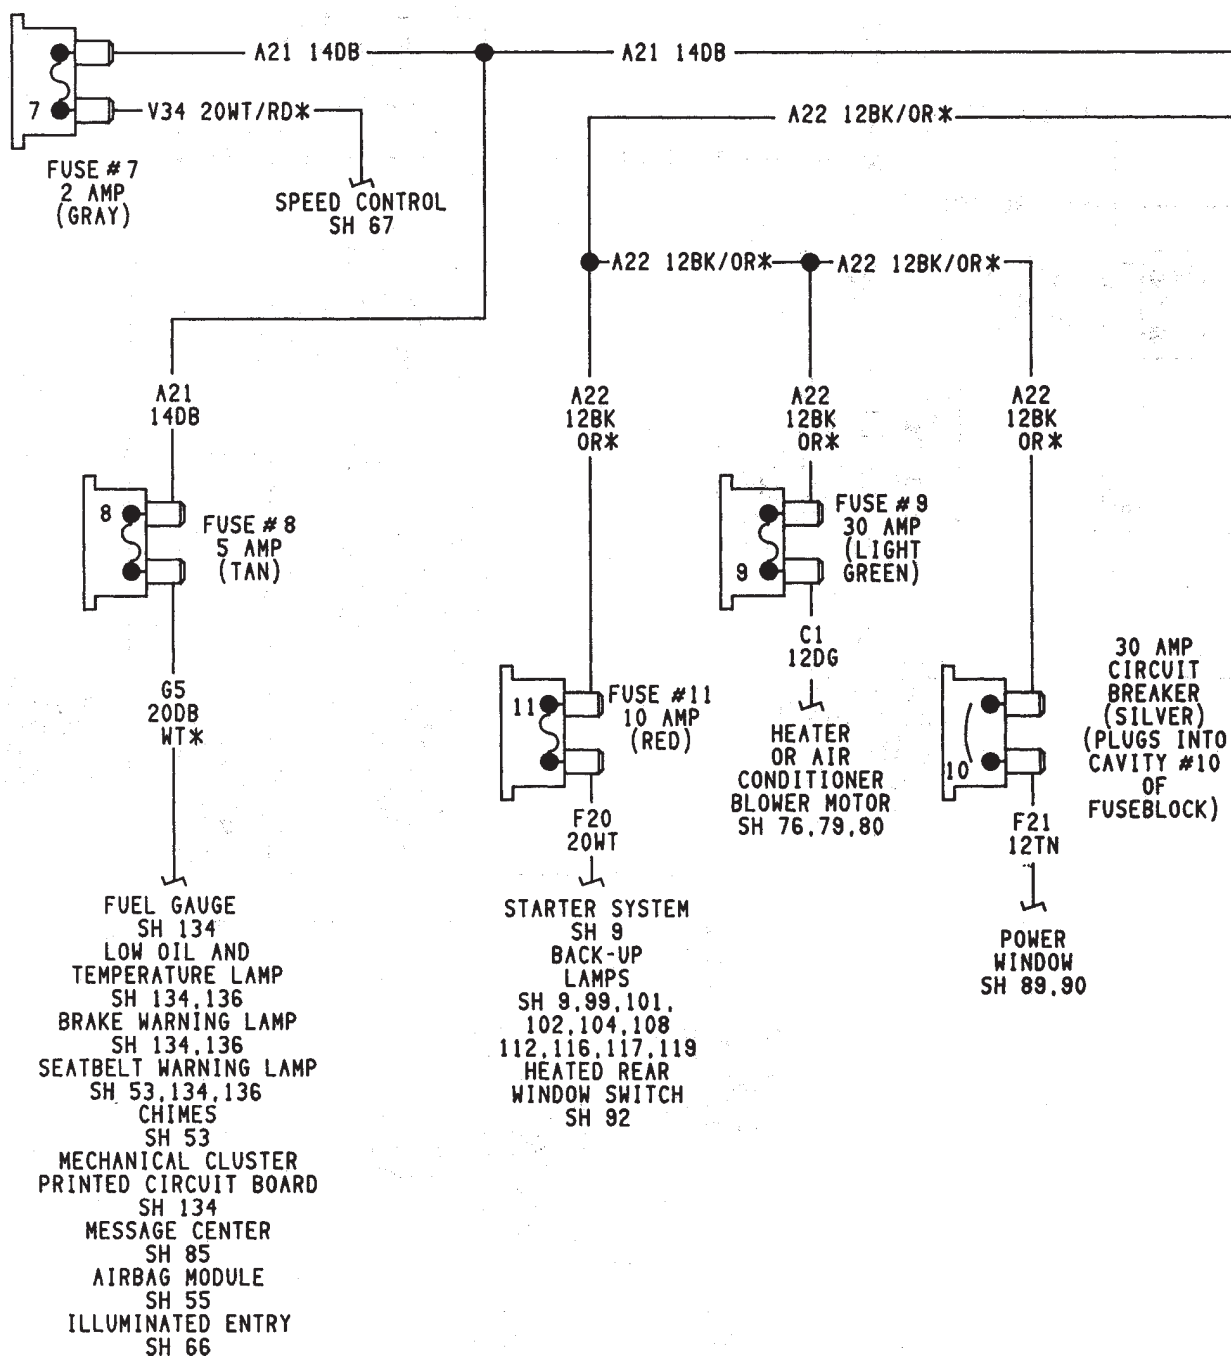 A21 14DB
A21 14DB
7
V34 20WT/RD*
A22 12BK/OR*
FUSE #7
2 AMP
(GRAY)
SPEED CONTROL
SH 67
A22 12BK/OR*
A22 12BK/OR*
A21
14DB
A22
12BK
OR*
A22
12BK
OR*
A22
12BK
OR*
8
FUSE #8
5 AMP
(TAN)
9
FUSE #9
30 AMP
(LIGHT
GREEN)
G5
20DB
WT*
C1
12DG
11
FUSE #11
10 AMP
(RED)
HEATER
OR AIR
CONDITIONER
BLOWER MOTOR
SH 76,79,80
10
30 AMP
CIRCUIT
BREAKER
(SILVER)
(PLUGS INTO
CAVITY #10
OF
FUSEBLOCK)
F20
20WT
F21
12TN
FUEL GAUGE
SH 134
LOW OIL AND
TEMPERATURE LAMP
SH 134,136
BRAKE WARNING LAMP
SH 134,136
SEATBELT WARNING LAMP
SH 53,134,136
CHIMES
SH 53
MECHANICAL CLUSTER
PRINTED CIRCUIT BOARD
SH 134
MESSAGE CENTER
SH 85
AIRBAG MODULE
SH 55
ILLUMINATED ENTRY
SH 66
STARTER SYSTEM
SH 9
BACK-UP
LAMPS
SH 9,99,101,
102,104,108
112,116,117,119
HEATED REAR
WINDOW SWITCH
SH 92
POWER
WINDOW
SH 89,90